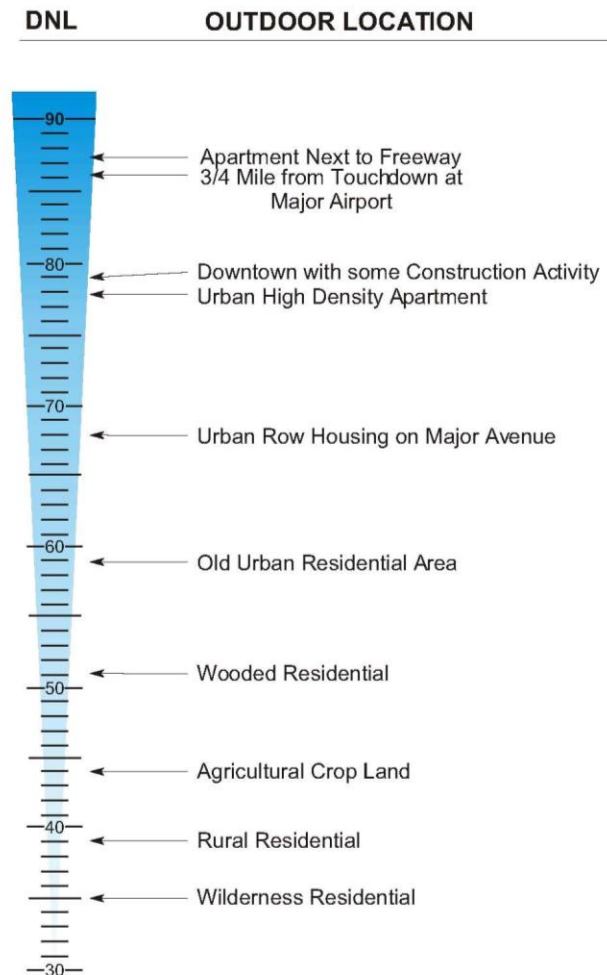 DNL OUTDOOR LOCATION
90
Apartment Next to Freeway
3/4 Mile from Touchdown at
Major Airport
80
Downtown with some Construction Activity
Urban High Density Apartment
70
Urban Row Housing on Major Avenue
60
Old Urban Residential Area
Wooded Residential
50
Agricultural Crop Land
40
Rural Residential
Wilderness Residential
30